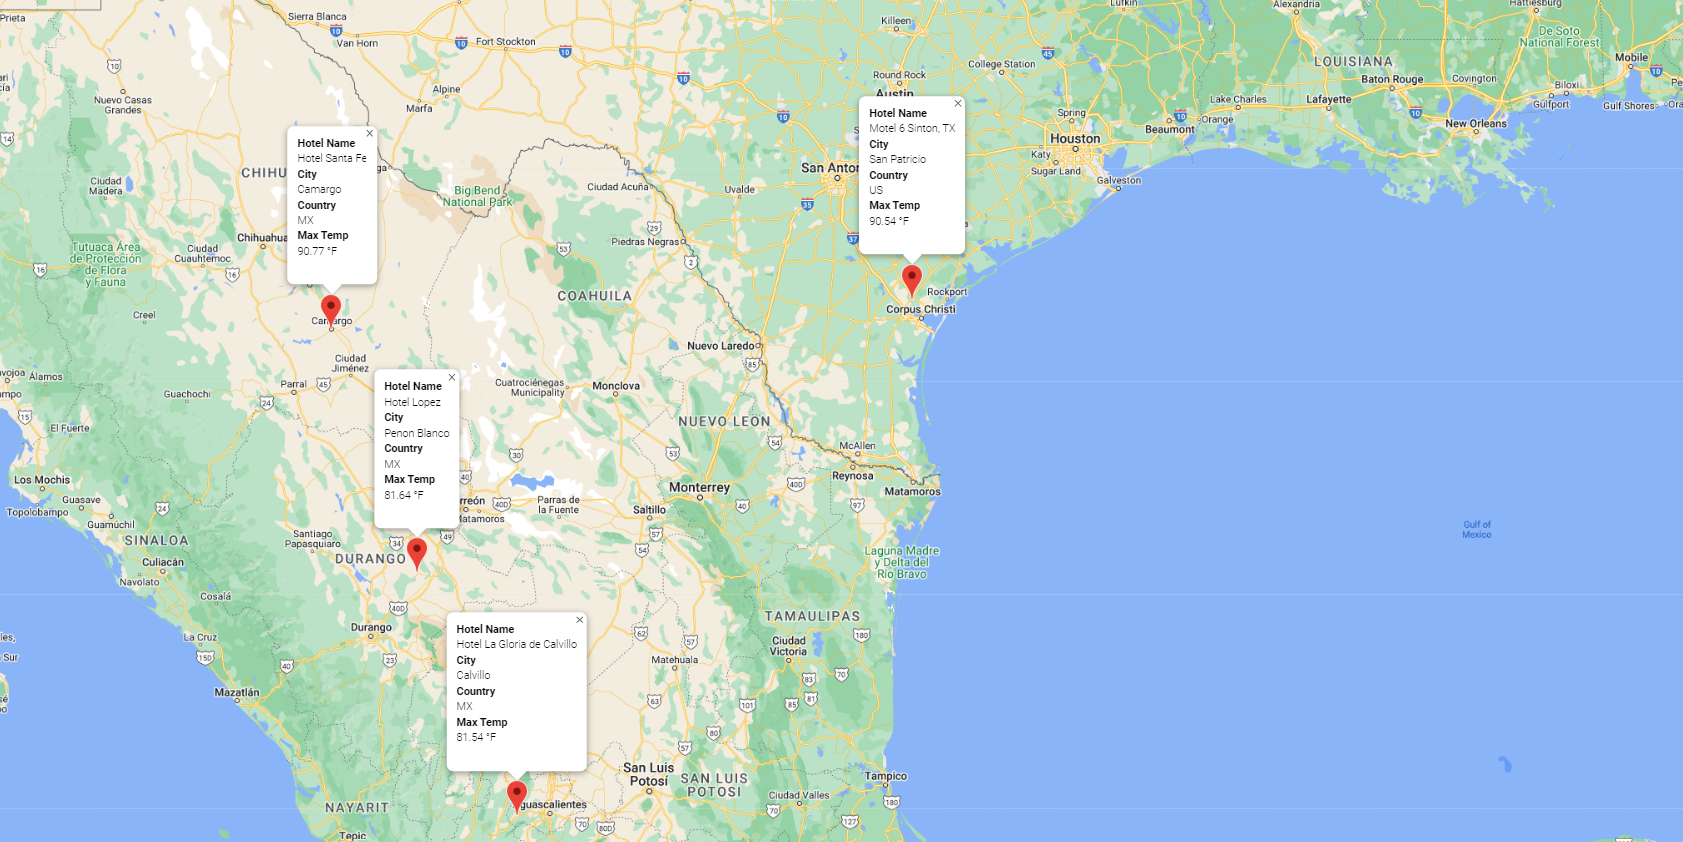 Prieta
Sierra Blanca
Van Horn
Fort Stockton
Killeen
Lufkin
Alexandria
Hattiesburg
De Soto
National Forest
College Station
LOUISIANA
Mobile
Round Rock
Austin
Baton Rouge
Covington
Biloxi
Nuevo Casas
Grandes
Alpine
Marfa
Lake Charles
Lafayette
Gulfport
Gulf Shores
Spring
Orange
Beaumont
New Orleans
Houston
Katy
Sugar Land
Galveston
Hotel Name
Motel 6 Sinton, TX
City
San Patricio
Country
US
Max Temp
90.54 °F
Hotel Name
Hotel Santa Fe
City
Camargo
Country
MX
Max Temp
90.77 °F
CHIHU
San Anton
Ciudad
Madera
Big Bend
National Park
Ciudad Acuña
Uvalde
Chihuahua
Piedras Negras
Tutuaca Área
de Protección
de Flora
y Fauna
Ciudad
Cuauhtemoc
COAHUILA
Rockport
Corpus Christi
Creel
Camargo
Nuevo Laredo
Ciudad
Jiménez
Álamos
Parral
Guachochi
Cuatrociénegas
Municipality
Monclova
Hotel Name
Hotel Lopez
City
Penon Blanco
Country
MX
Max Temp
81.64 °F
NUEVO LEON
El Fuerte
McAllen
Reynosa
Matamoros
Los Mochis
Monterrey
Guasave
Topolobampo
Guamúchil
rreón
Matamoros
Parras de
la Fuente
Saltillo
Gulf of
Mexico
SINALOA
Santiago
Papasquiaro
DURANGO
Laguna Madre
y Delta del
Río Bravo
Culiacán
Navolato
Cosalá
TAMAULIPAS
Hotel Name
Hotel La Gloria de Calvillo
City
Calvillo
Country
MX
Max Temp
81.54 °F
Durango
La Cruz
Ciudad
Victoria
Matehuala
Mazatlán
San Luis
Potosí
SAN LUIS
POTOSI
Tampico
Ciudad Valles
NAYARIT
guascalientes
Tepic